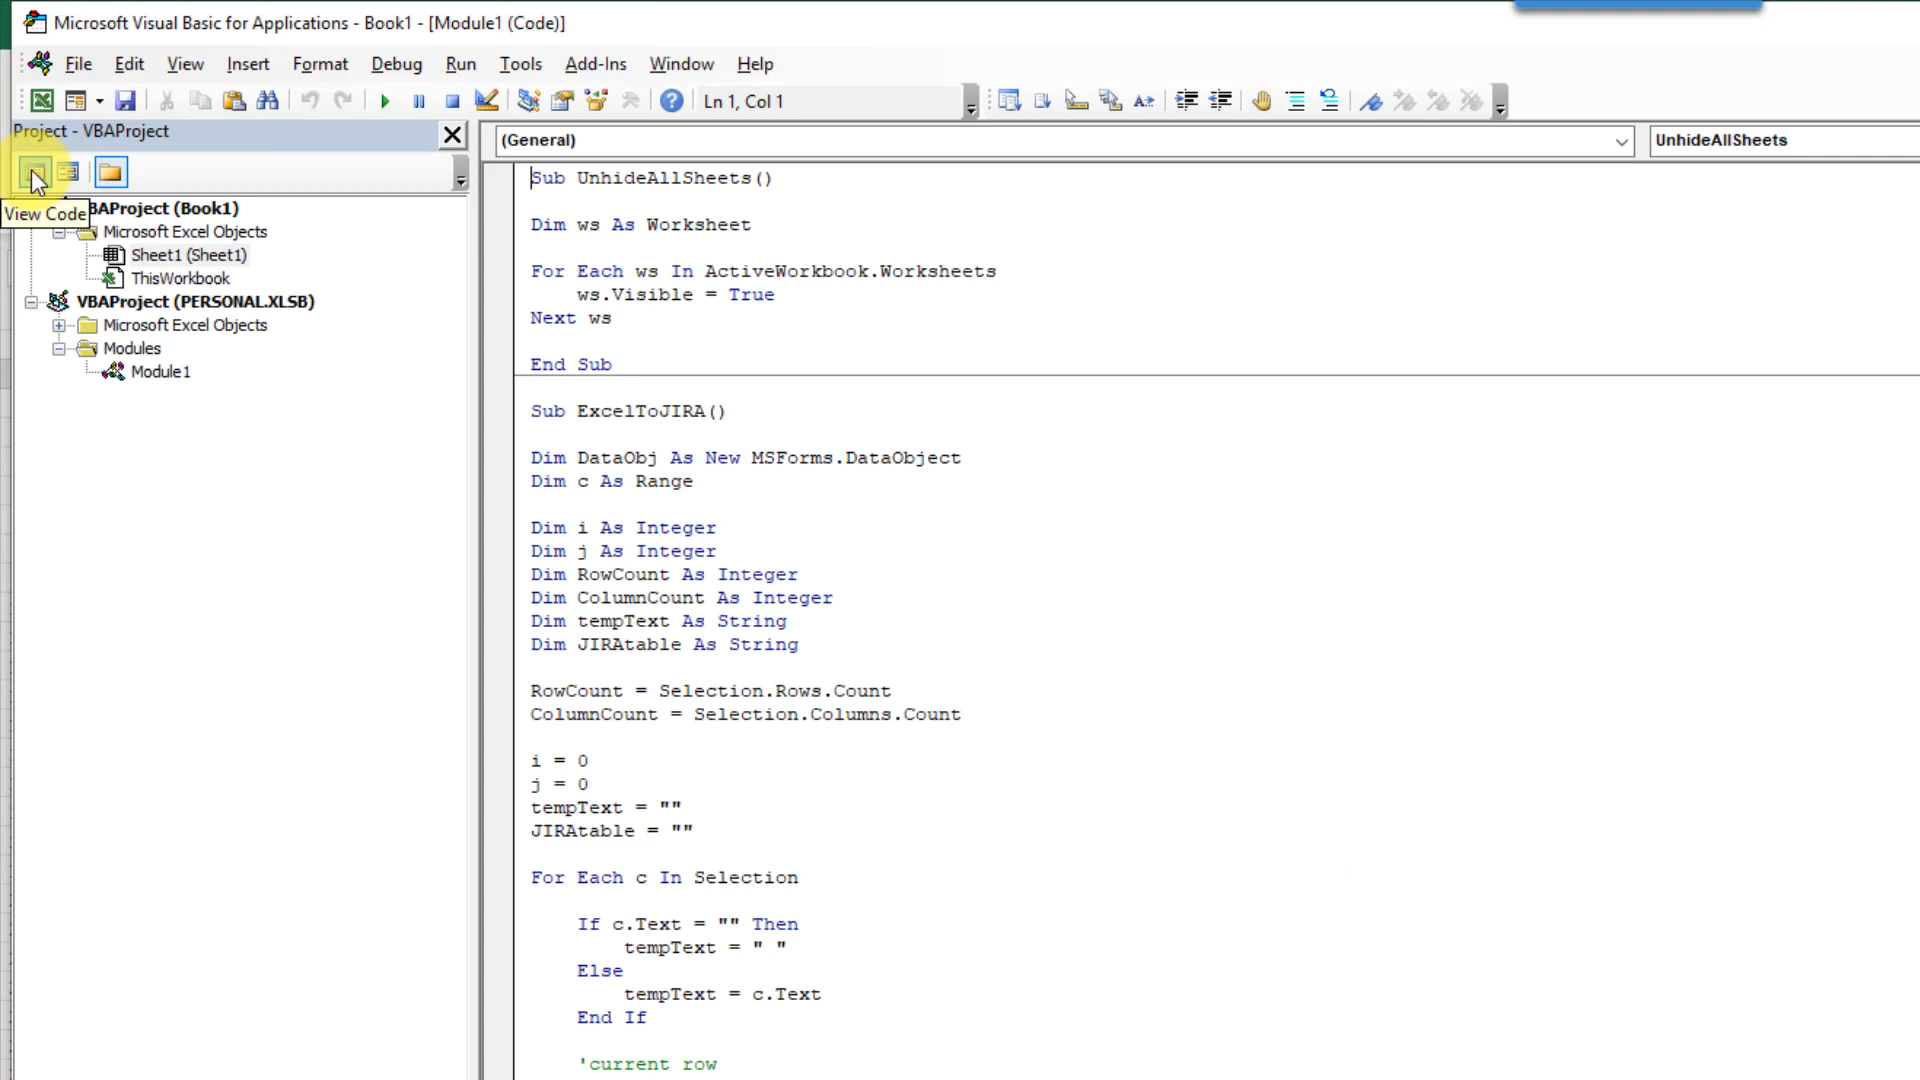 Microsoft Visual Basic for Applications - Book1 - [Module1 (Code)]
File Edit View Insert Format Debug Run Tools Add-Ins Window Help
Ln 1, Col 1
Project - VBAProject
(General)
UnhideAllSheets
View Code
BAProject (Book1)
Microsoft Excel Objects
Sheet1 (Sheet1)
ThisWorkbook
VBAProject (PERSONAL.XLSB)
Microsoft Excel Objects
Modules
Module1
Sub UnhideAllSheets()
Dim ws As Worksheet
For Each ws In ActiveWorkbook.Worksheets
ws.Visible = True
Next ws
End Sub
Sub ExcelToJIRA()
Dim DataObj As New MSForms.DataObject
Dim c As Range
Dim i As Integer
Dim j As Integer
Dim RowCount As Integer
Dim ColumnCount As Integer
Dim tempText As String
Dim JIRAtable As String
RowCount = Selection.Rows.Count
ColumnCount = Selection.Columns.Count
i = 0
j = 0
tempText = ""
JIRAtable = ""
For Each c In Selection
If c.Text = "" Then
tempText = " "
Else
tempText = c.Text
End If
'current row